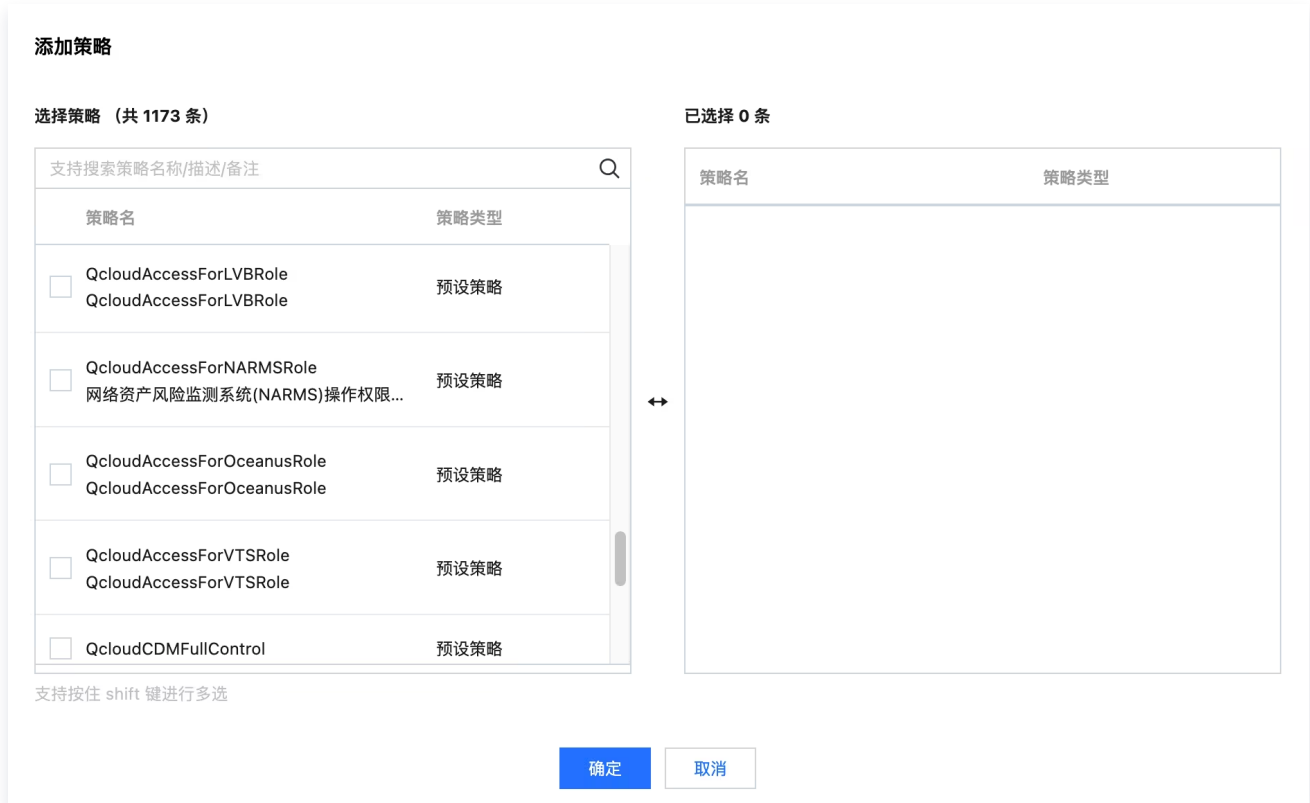 添加策略
选择策略 （共 1173 条）
支持搜索策略名称/描述/备注
策略名 策略类型
QcloudAccessForLVBRole
QcloudAccessForLVBRole
预设策略
QcloudAccessForNARMSRole
网络资产风险监测系统(NARMS)操作权限...
预设策略
QcloudAccessForOceanusRole
QcloudAccessForOceanusRole
预设策略
QcloudAccessForVTSRole
QcloudAccessForVTSRole
预设策略
QcloudCDMFullControl 预设策略
支持按住 shift 键进行多选
已选择 0 条
策略名 策略类型
确定 取消